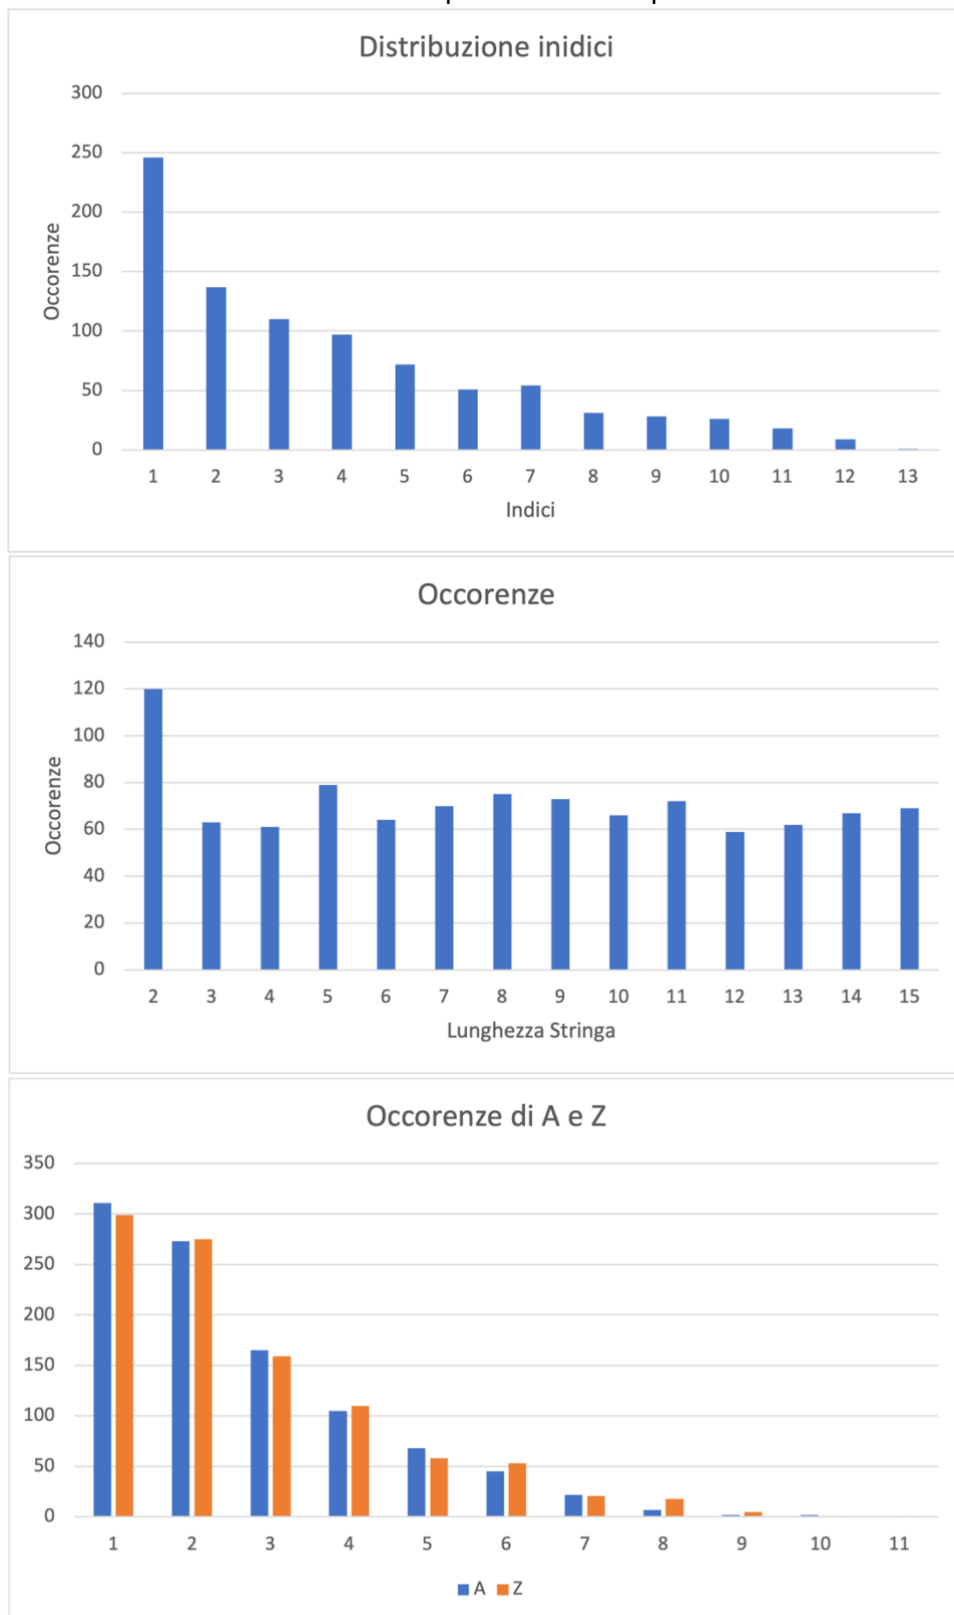 Distribuzione inidici
300
250
200
150
100
50
0
Occorenze
1 2 3 4 5 6 7 8 9 10 11 12 13
Indici
Occorenze
140
120
100
80
60
40
20
0
Occorenze
2 3 4 5 6 7 8 9 10 11 12 13 14 15
Lunghezza Stringa
Occorenze di A e Z
350
300
250
200
150
100
50
0
1 2 3 4 5 6 7 8 9 10 11
A Z